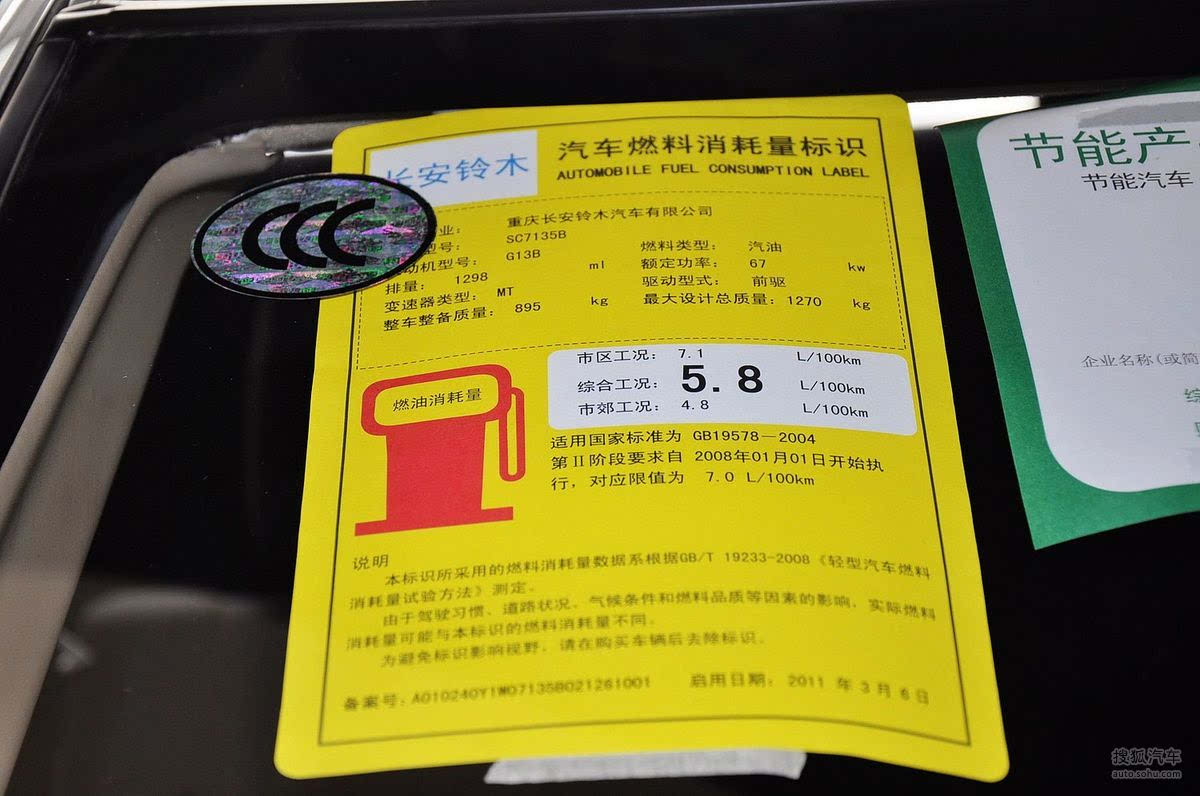 汽车燃料消耗量标识
AUTOMOBILE FUEL CONSUMPTION LABEL
长安铃木
CCC
业: 重庆长安铃木汽车有限公司
型号: SC7135B
动机型号: G13B
排量: 1298 ml
变速器类型: MT
整车整备质量: 895 kg
燃料类型: 汽油
额定功率: 67 kw
驱动型式: 前驱
最大设计总质量: 1270 kg
燃油消耗量
市区工况: 7.1 L/100km
综合工况: 5.8 L/100km
市郊工况: 4.8 L/100km
适用国家标准为 GB19578-2004
第Ⅱ阶段要求自 2008年01月01日开始执
行, 对应限值为 7.0 L/100km
说明
本标识所采用的燃料消耗量数据系根据GB/T 19233-2008《轻型汽车燃料
消耗量试验方法》测定。
由于驾驶习惯、道路状况、气候条件和燃料品质等因素的影响, 实际燃料
消耗量可能与本标识的燃料消耗量不同。
为避免标识影响视野, 请在购买车辆后去除标识。
备案号: A010240Y1M07135B021261001 启用日期: 2011 年 3 月 6 日
节能产
节能汽车
企业名称(或简
搜狐汽车
auto.sohu.com